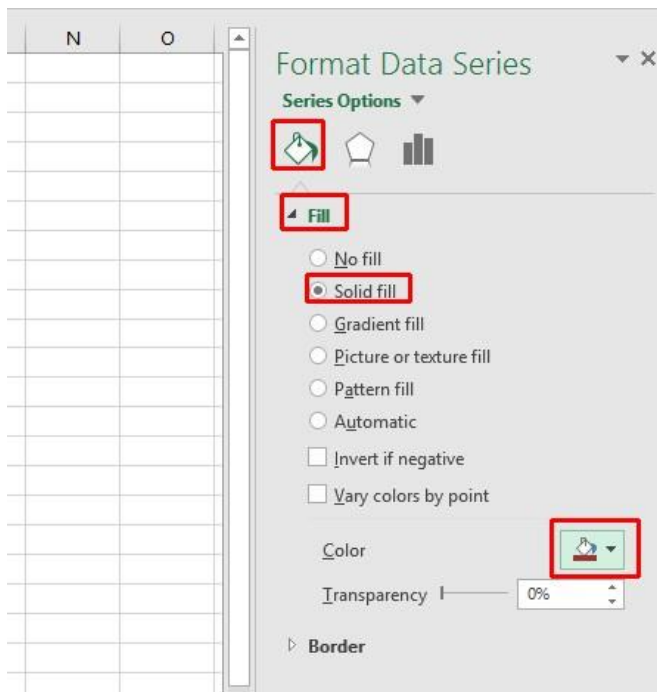 N O
Format Data Series
Series Options
Fill
No fill
Solid fill
Gradient fill
Picture or texture fill
Pattern fill
Automatic
Invert if negative
Vary colors by point
Color
Transparency 0%
Border